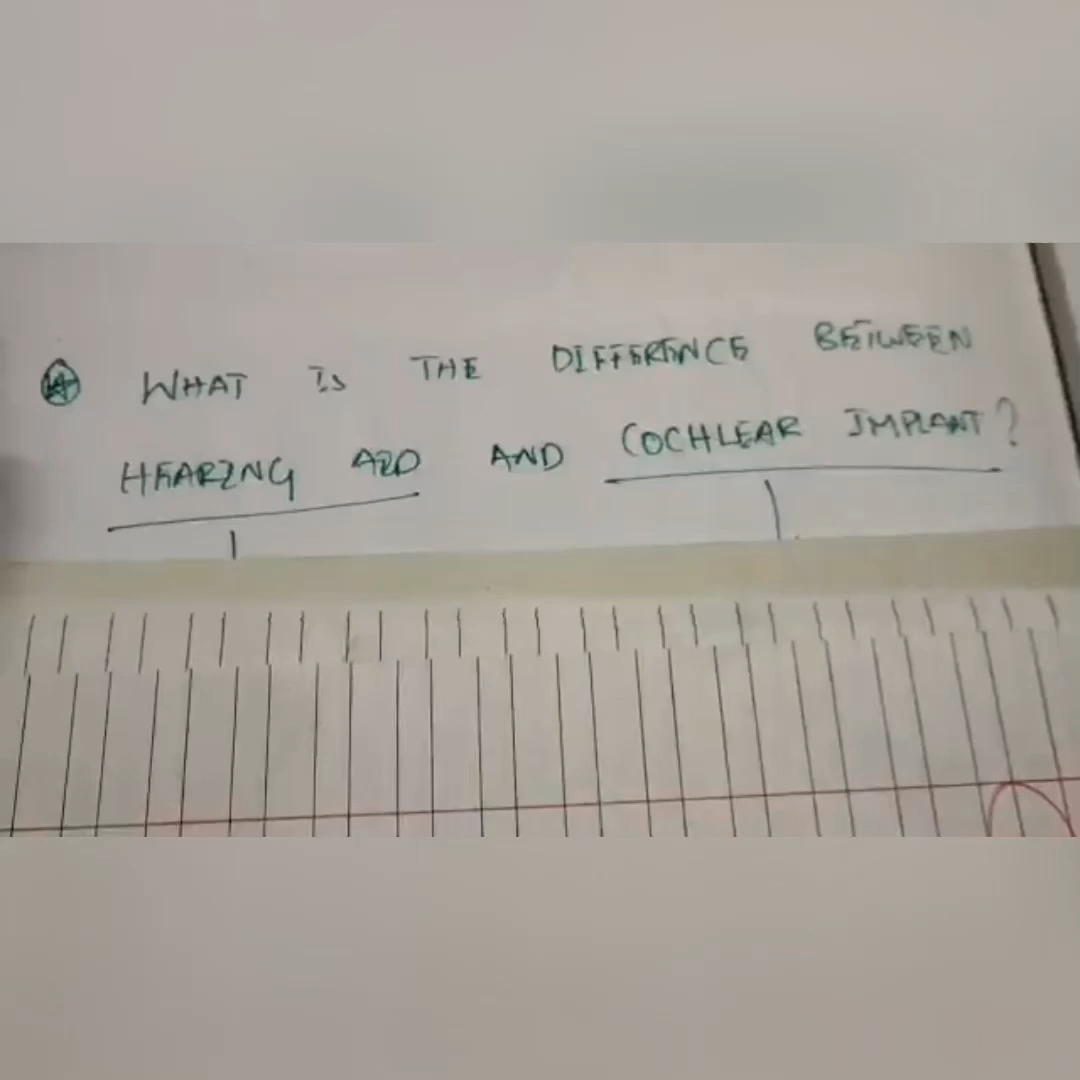 WHAT IS THE DIFFERENCE BETWEEN
HEARING AID AND COCHLEAR IMPLANT?